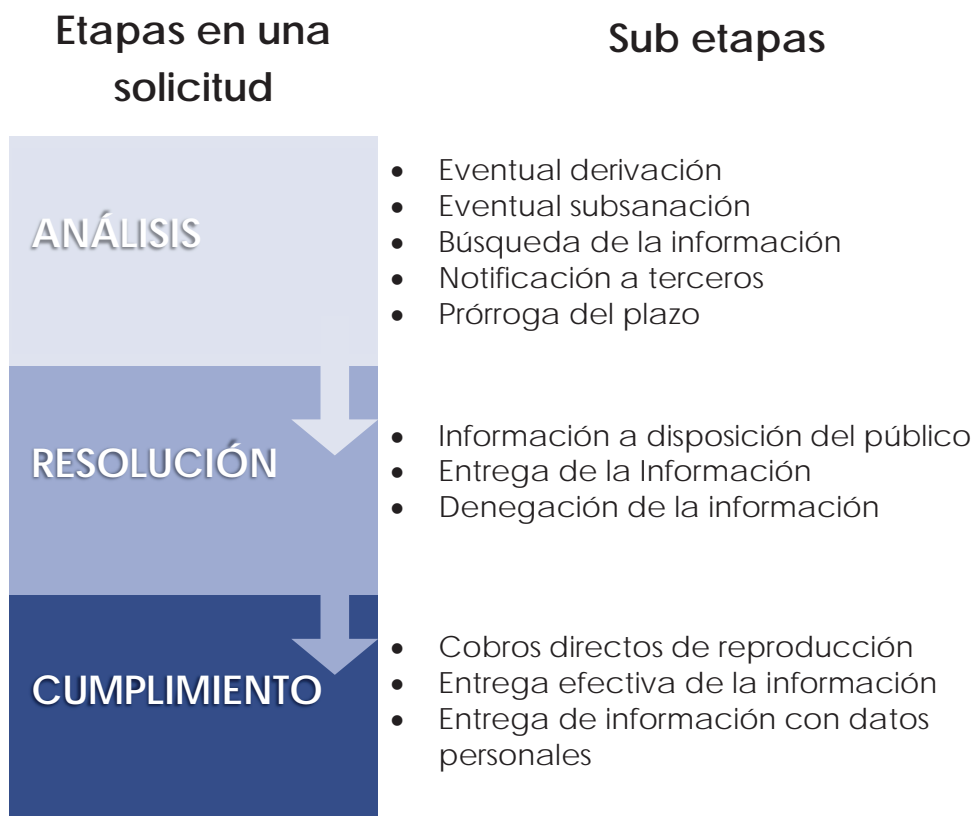 Etapas en una
solicitud
Sub etapas
ANÁLISIS
• Eventual derivación
• Eventual subsanación
• Búsqueda de la información
• Notificación a terceros
• Prórroga del plazo
RESOLUCIÓN
• Información a disposición del público
• Entrega de la Información
• Denegación de la información
CUMPLIMIENTO
• Cobros directos de reproducción
• Entrega efectiva de la información
• Entrega de información con datos
personales